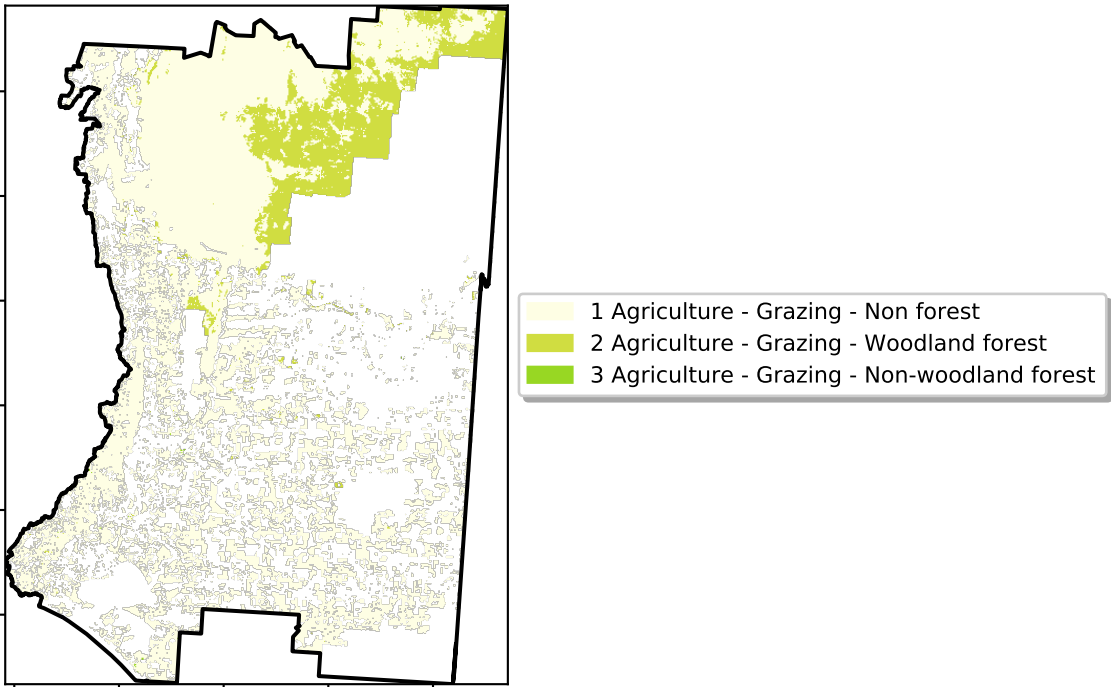 1 Agriculture - Grazing - Non forest
2 Agriculture - Grazing - Woodland forest
3 Agriculture - Grazing - Non-woodland forest